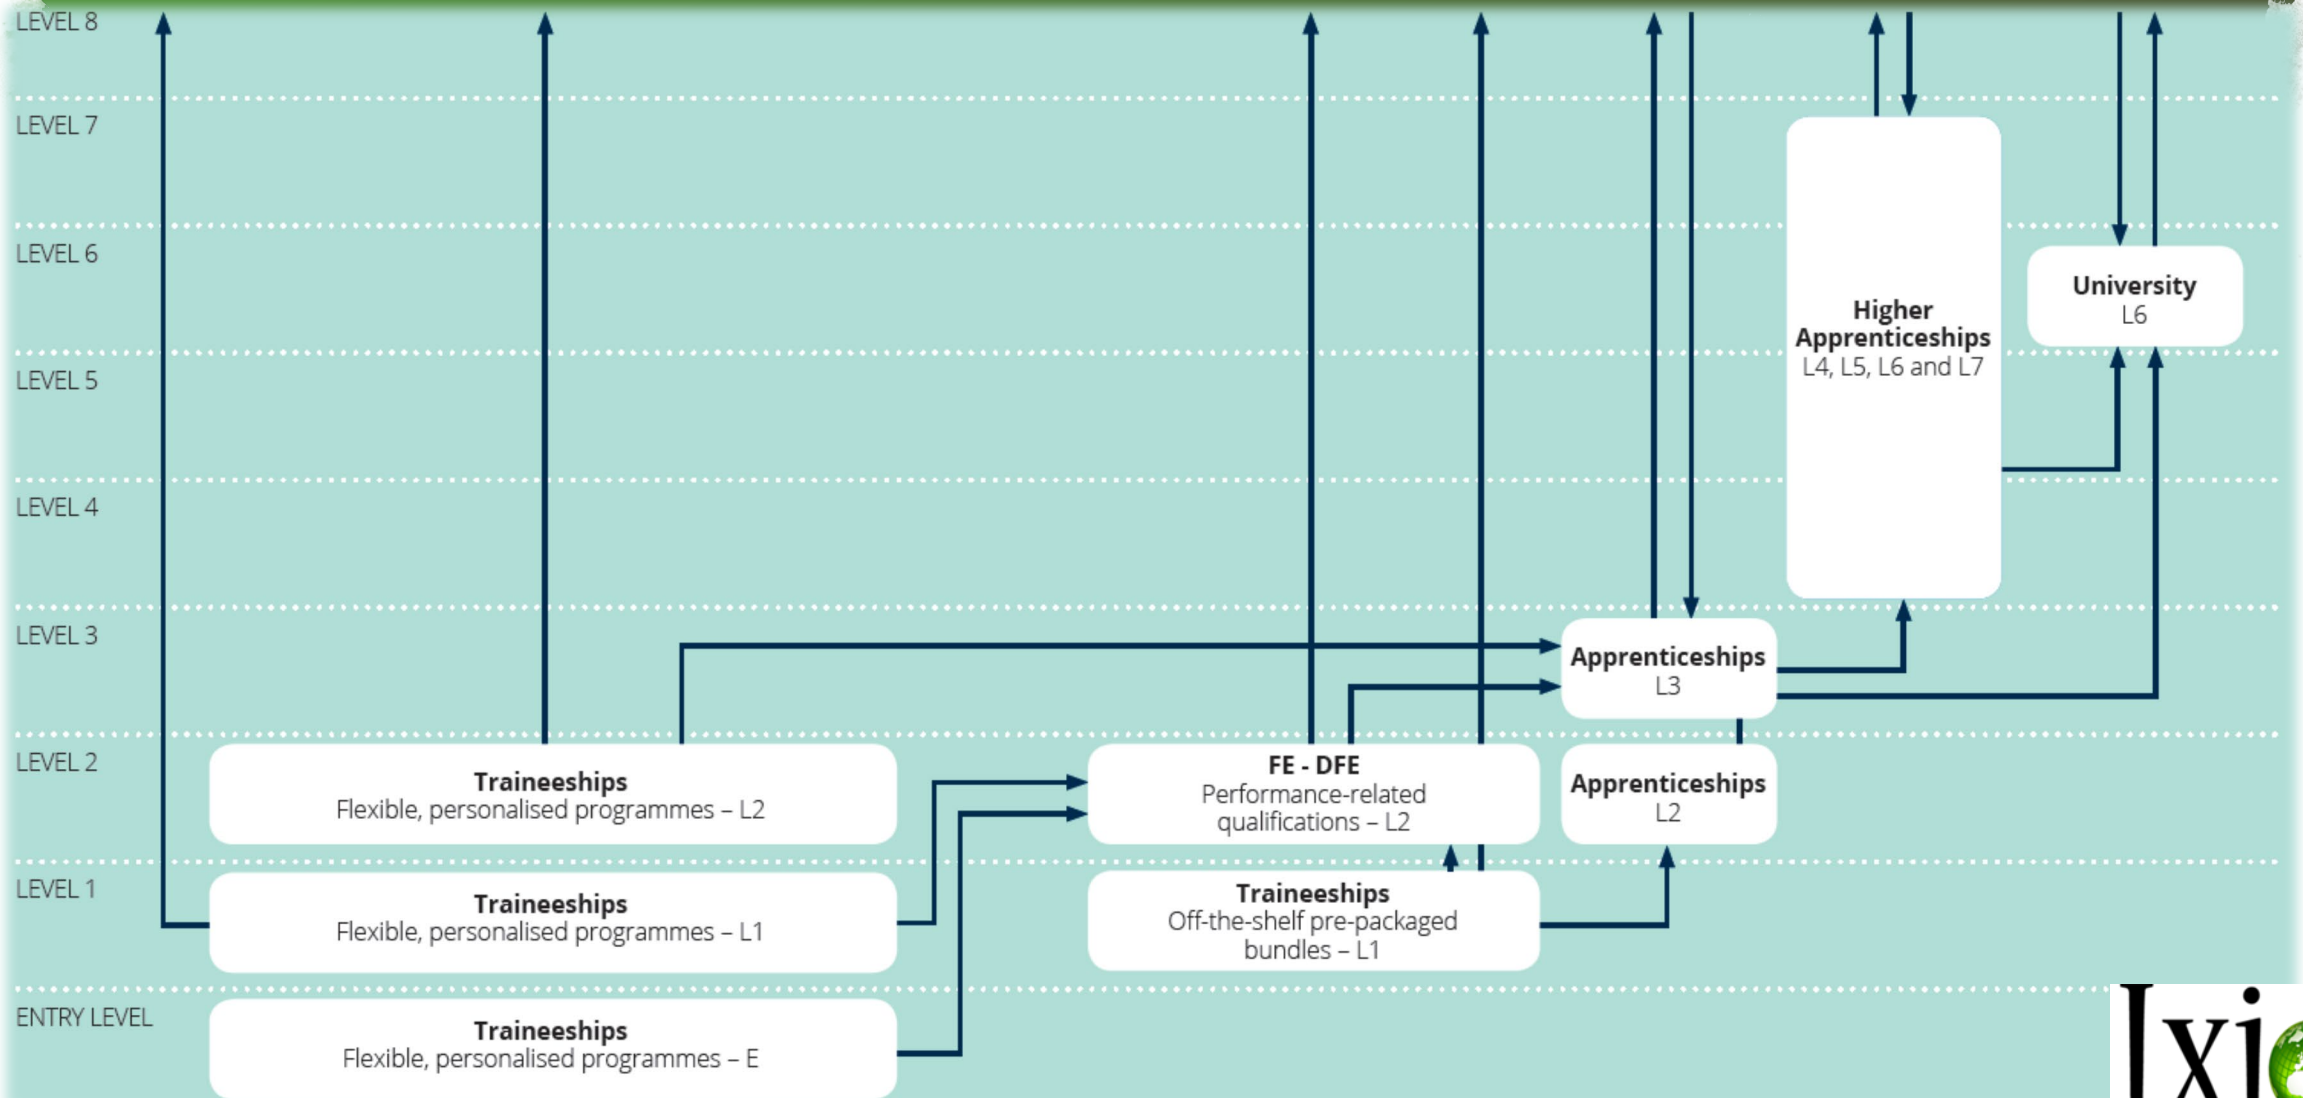 LEVEL 8
LEVEL 7
LEVEL 6
LEVEL 5
LEVEL 4
LEVEL 3
LEVEL 2
LEVEL 1
ENTRY LEVEL
Higher
Apprenticeships
L4, L5, L6 and L7
University
L6
Apprenticeships
L3
Traineeships
Flexible, personalised programmes – L2
FE - DFE
Performance-related
qualifications – L2
Apprenticeships
L2
Traineeships
Flexible, personalised programmes – L1
Traineeships
Off-the-shelf pre-packaged
bundles – L1
Traineeships
Flexible, personalised programmes – E